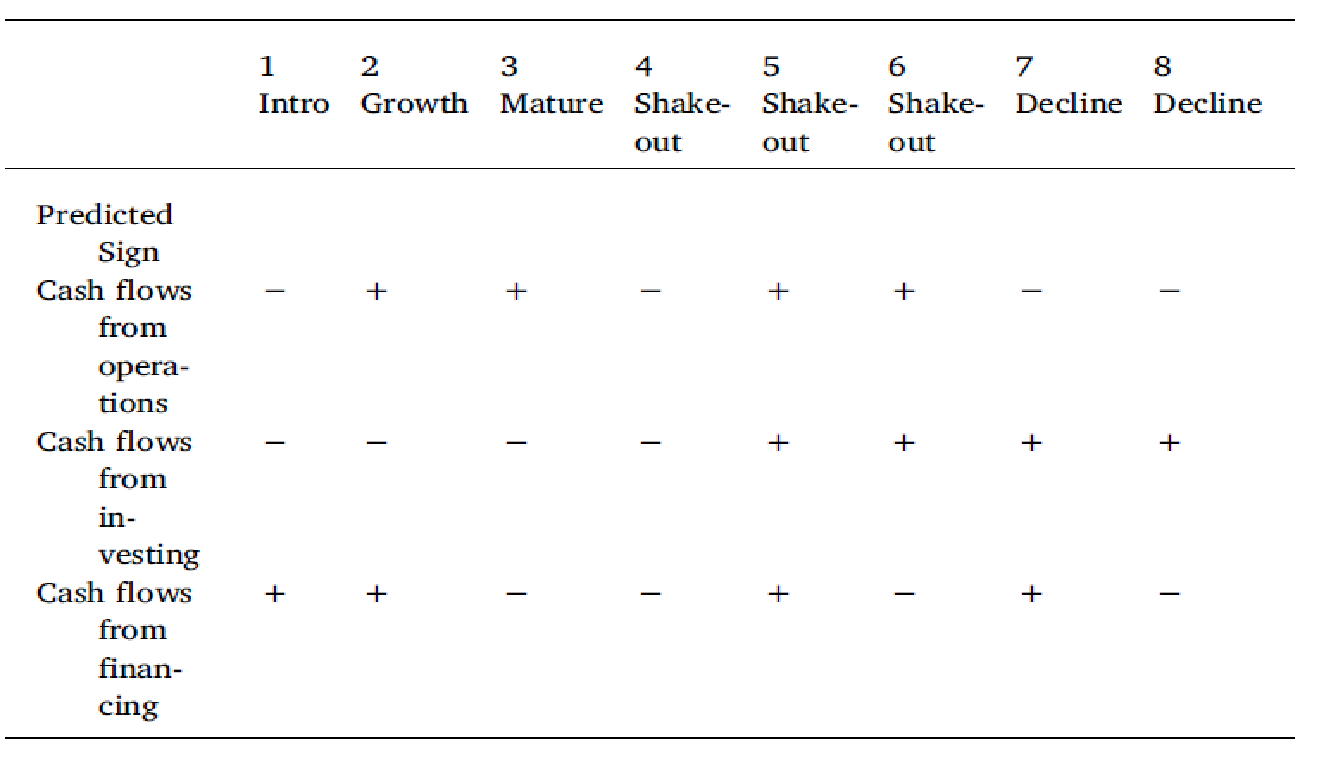 1 2 3 4 5 6 7 8
Intro Growth Mature Shake- Shake- Shake- Decline Decline
out out out
Predicted
Sign
Cash flows − + + − + + − −
from
opera-
tions
Cash flows − − − − + + + +
from
in-
vesting
Cash flows + + − − + − + −
from
finan-
cing